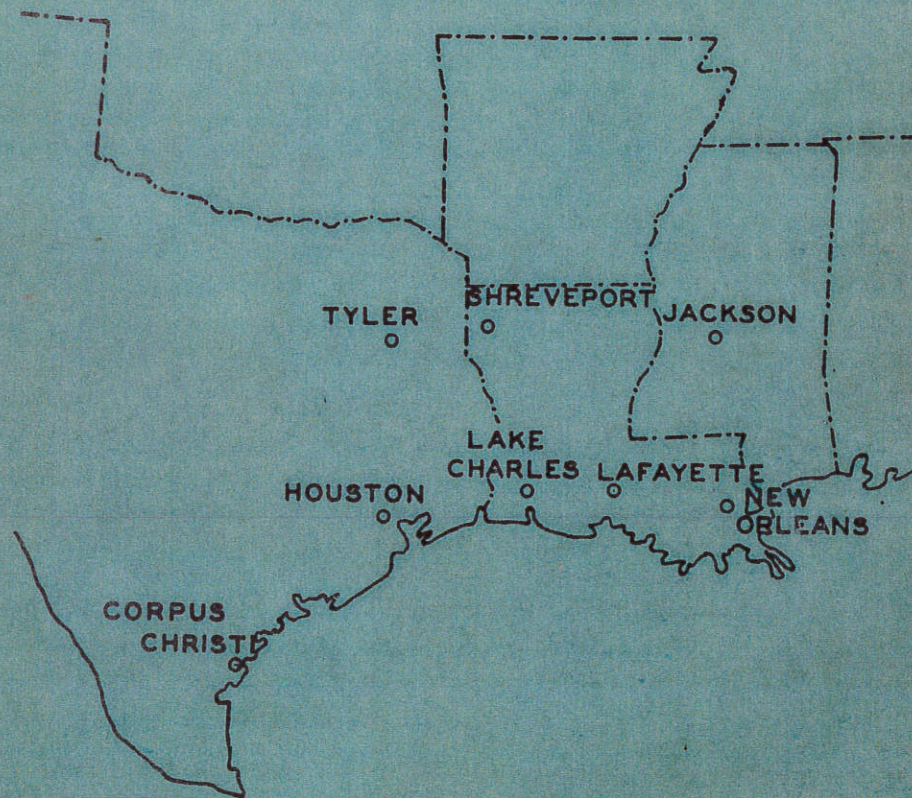 TYLER
SHREVEPORT
JACKSON
LAKE
CHARLES
LAFAYETTE
HOUSTON
NEW
ORLEANS
CORPUS
CHRISTI